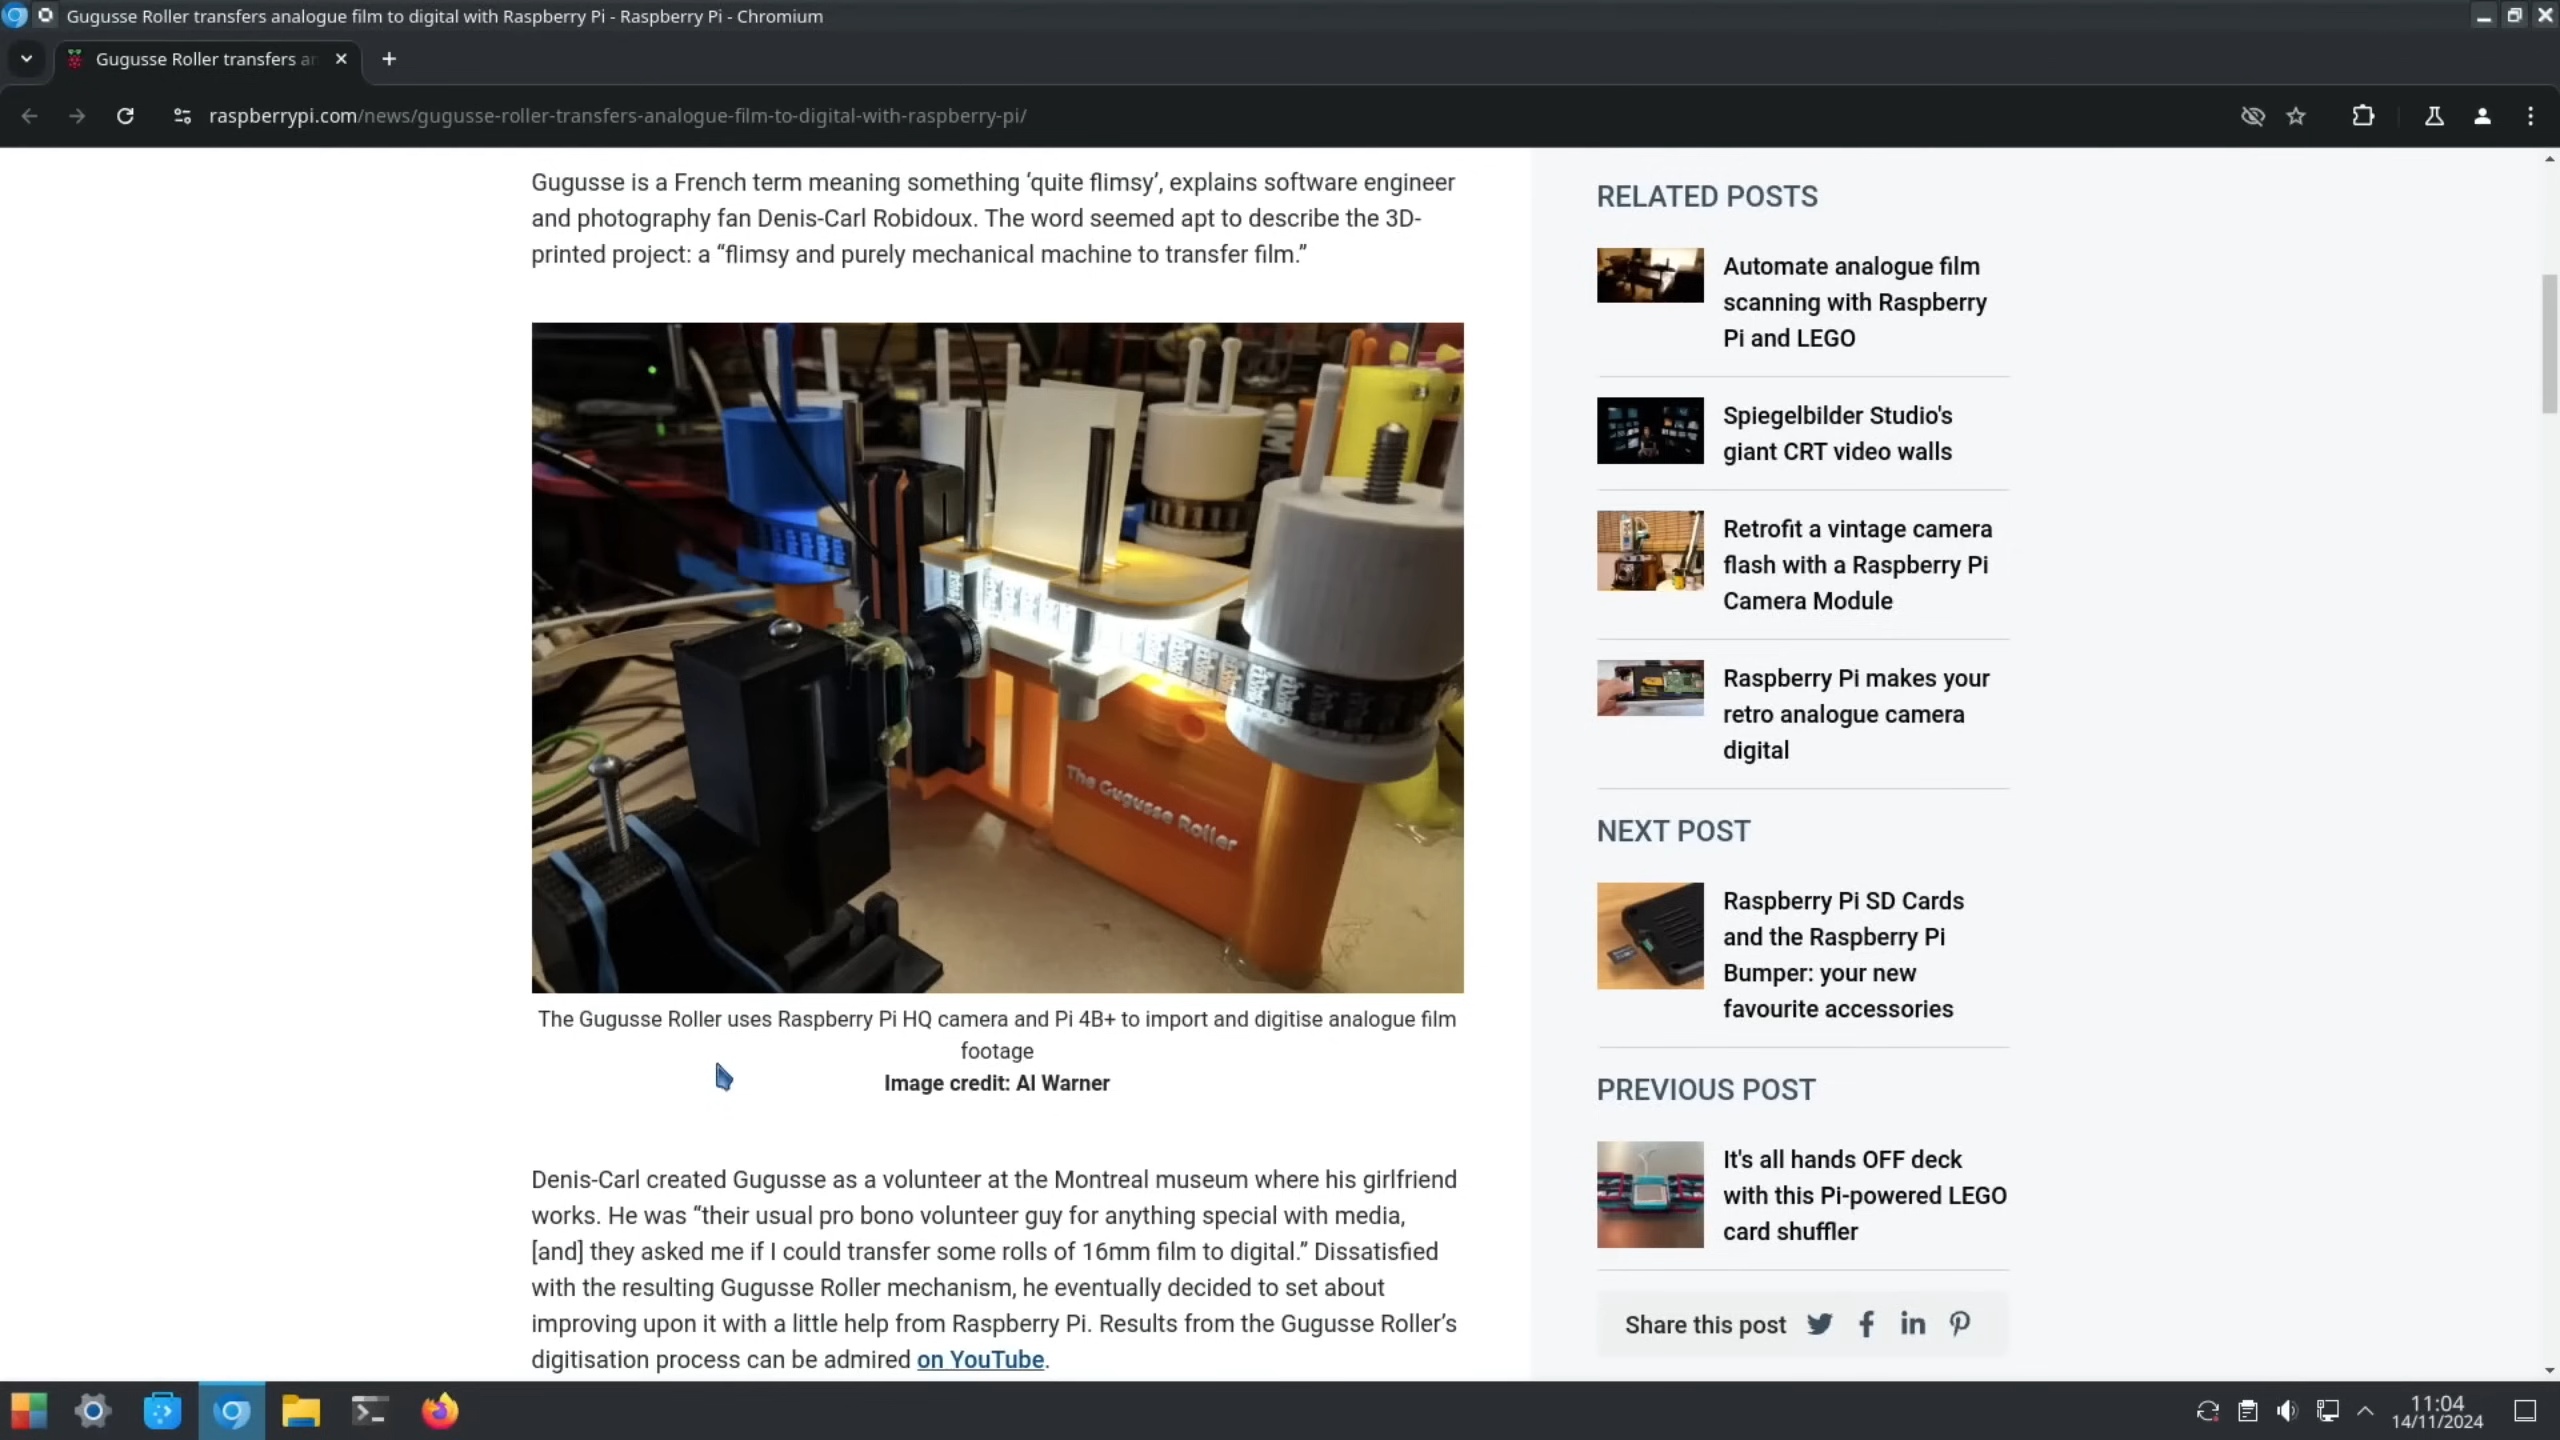 Gugusse Roller transfers analogue film to digital with Raspberry Pi - Raspberry Pi - Chromium
Gugusse Roller transfers an
raspberrypi.com/news/gugusse-roller-transfers-analogue-film-to-digital-with-raspberry-pi/
Gugusse is a French term meaning something ‘quite flimsy’, explains software engineer
and photography fan Denis-Carl Robidoux. The word seemed apt to describe the 3D-
printed project: a “flimsy and purely mechanical machine to transfer film.”
The Gugusse Roller
The Gugusse Roller uses Raspberry Pi HQ camera and Pi 4B+ to import and digitise analogue film
footage
Image credit: Al Warner
Denis-Carl created Gugusse as a volunteer at the Montreal museum where his girlfriend
works. He was “their usual pro bono volunteer guy for anything special with media,
[and] they asked me if I could transfer some rolls of 16mm film to digital.” Dissatisfied
with the resulting Gugusse Roller mechanism, he eventually decided to set about
improving upon it with a little help from Raspberry Pi. Results from the Gugusse Roller’s
digitisation process can be admired on YouTube.
RELATED POSTS
Automate analogue film
scanning with Raspberry
Pi and LEGO
Spiegelbilder Studio's
giant CRT video walls
Retrofit a vintage camera
flash with a Raspberry Pi
Camera Module
Raspberry Pi makes your
retro analogue camera
digital
NEXT POST
Raspberry Pi SD Cards
and the Raspberry Pi
Bumper: your new
favourite accessories
PREVIOUS POST
It's all hands OFF deck
with this Pi-powered LEGO
card shuffler
Share this post
11:04
14/11/2024